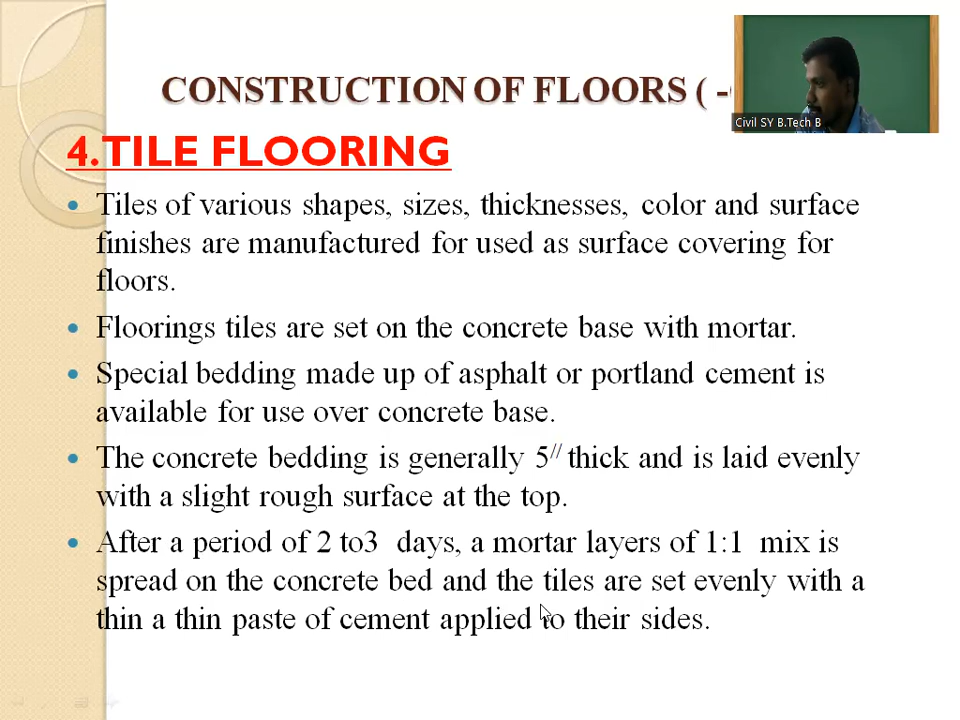 CONSTRUCTION OF FLOORS ( -
Civil SY B.Tech B
4. TILE FLOORING
• Tiles of various shapes, sizes, thicknesses, color and surface
finishes are manufactured for used as surface covering for
floors.
• Floorings tiles are set on the concrete base with mortar.
• Special bedding made up of asphalt or portland cement is
available for use over concrete base.
• The concrete bedding is generally 5// thick and is laid evenly
with a slight rough surface at the top.
• After a period of 2 to3 days, a mortar layers of 1:1 mix is
spread on the concrete bed and the tiles are set evenly with a
thin a thin paste of cement applied to their sides.